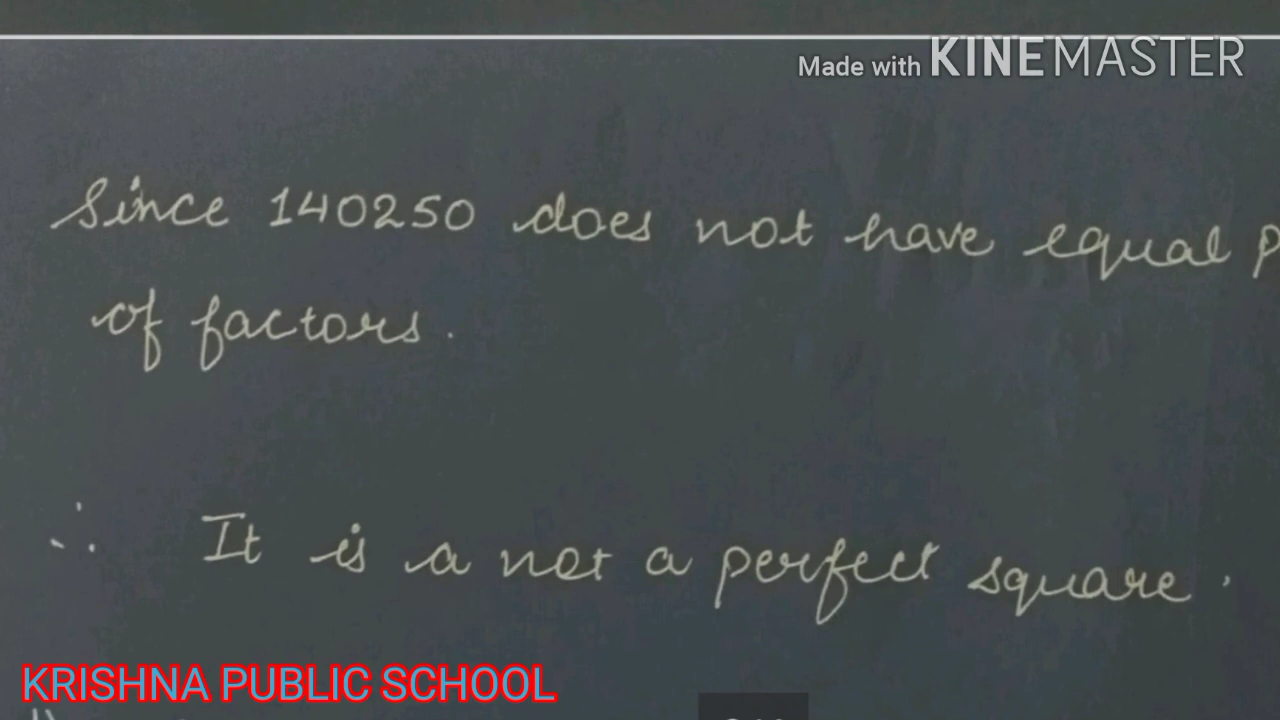 Made with KINEMASTER
Since 140250 does not have equal p
of factors.
∴ It is a not a perfect square.
KRISHNA PUBLIC SCHOOL